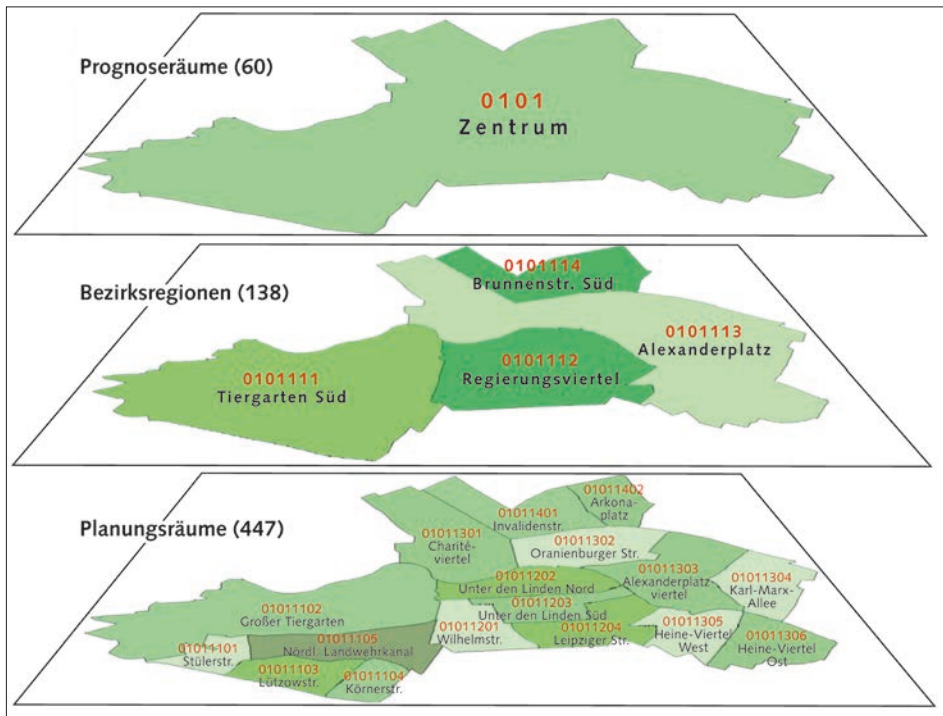 Prognoseräume (60)
0101
Zentrum
Bezirksregionen (138)
0101114
Brunnenstr. Süd
0101113
Alexanderplatz
0101112
Regierungsviertel
0101111
Tiergarten Süd
Planungsräume (447)
01011402
Arkona-
platz
01011401
Invalidenstr.
01011301
Charité-
viertel
01011302
Oranienburger Str.
01011303
Alexanderplatz-
viertel
01011304
Karl-Marx-
Allee
01011202
Unter den Linden Nord
01011203
Unter den Linden Süd
01011102
Großer Tiergarten
01011201
Wilhelmstr.
01011204
Leipziger Str.
01011305
Heine-Viertel
West
01011306
Heine-Viertel
Ost
01011101
Stülerstr.
01011105
Nördl. Landwehrkanal
01011103
Lützowstr.
01011104
Körnerstr.